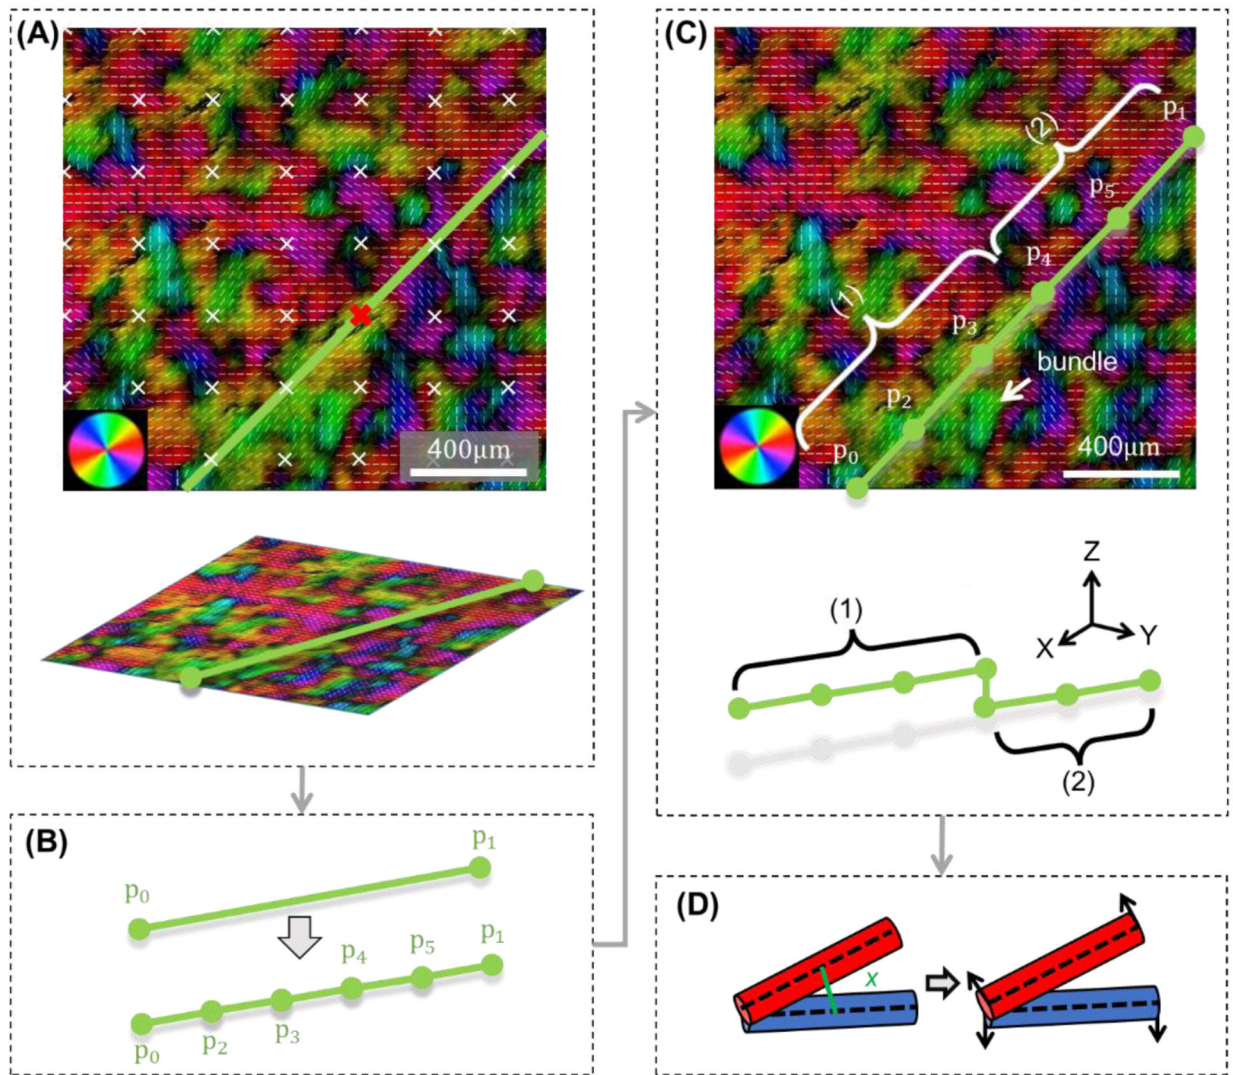 (A)
400μm
(B)
p0
p1
p4
p5
p1
p0
p2
p3
(C)
p1
(2)
p5
p4
(1)
p3
bundle
p2
p0
400μm
Z
(1)
X
Y
(2)
(D)
x